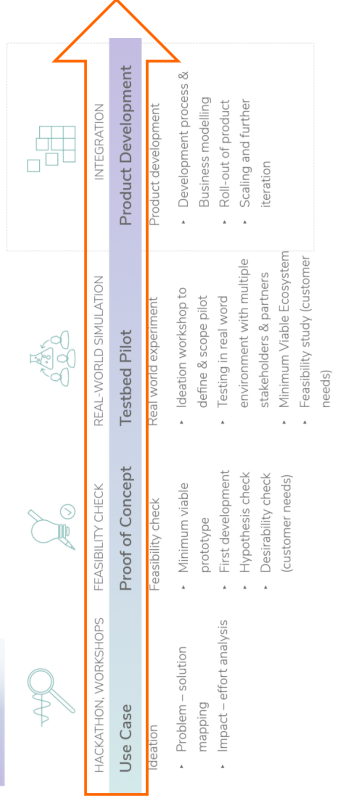 HACKATHON, WORKSHOPS
Use Case
Ideation
• Problem – solution
mapping
• Impact – effort analysis
FEASIBILITY CHECK
Proof of Concept
Feasibility check
• Minimum viable
prototype
• First development
• Hypothesis check
• Desirability check
(customer needs)
REAL-WORLD SIMULATION
Testbed Pilot
Real world experiment
• Ideation workshop to
define & scope pilot
• Testing in real word
environment with multiple
stakeholders & partners
• Minimum Viable Ecosystem
• Feasibility study (customer
needs)
INTEGRATION
Product Development
Product development
• Development process &
Business modelling
• Roll-out of product
• Scaling and further
iteration